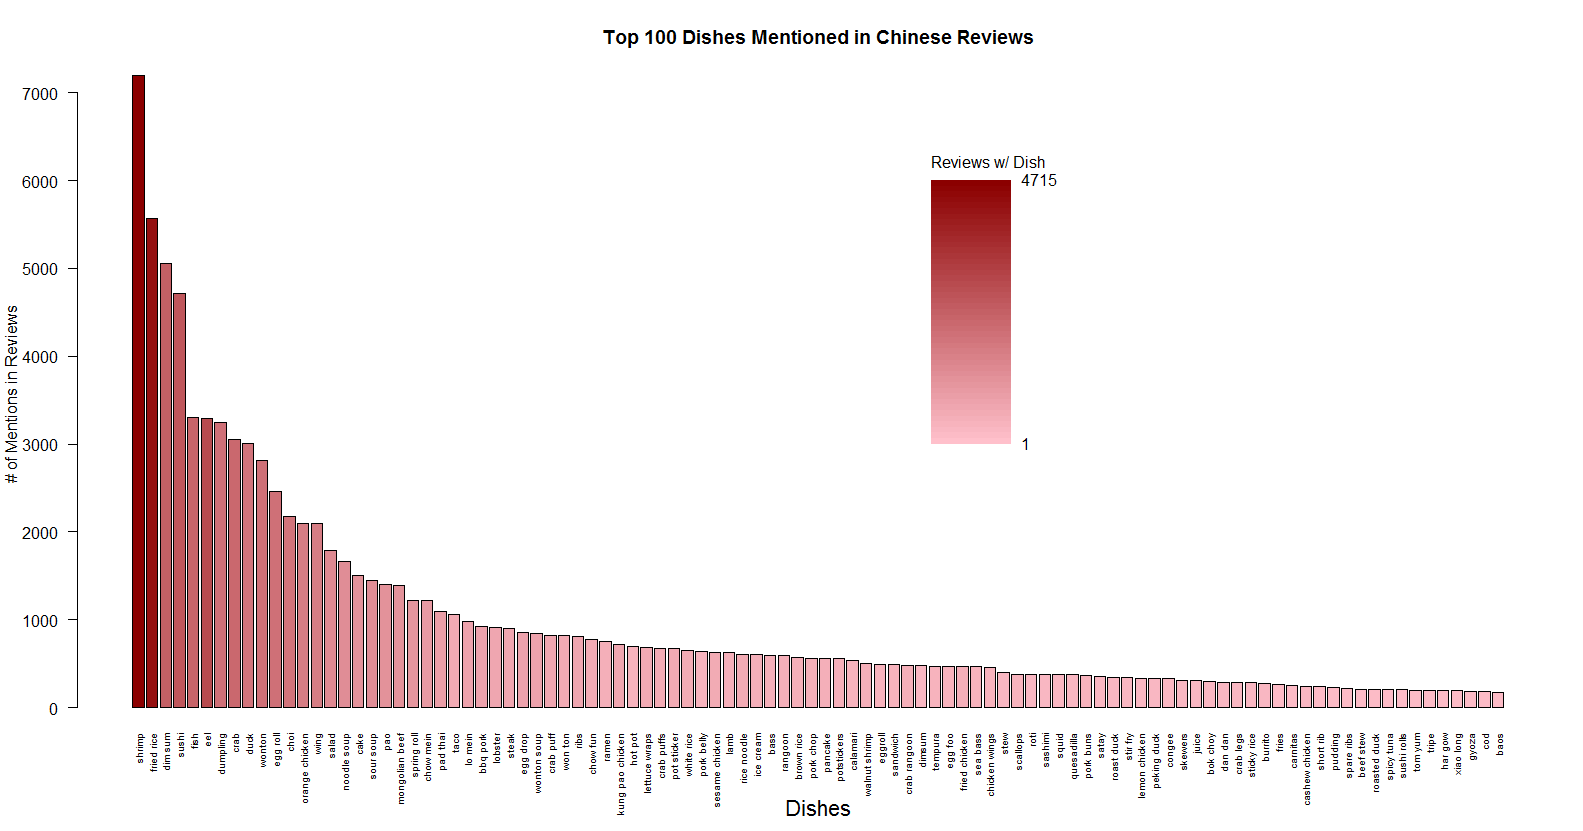 Top 100 Dishes Mentioned in Chinese Reviews
# of Mentions in Reviews
7000
6000
5000
4000
3000
2000
1000
0
Reviews w/ Dish
4715
1
shrimp
fried rice
dim sum
sushi
fish
eel
dumpling
crab
duck
wonton
egg roll
choi
orange chicken
wing
salad
noodle soup
cake
sour soup
pao
mongolian beef
spring roll
chow mein
pad thai
taco
lo mein
bbq pork
lobster
steak
egg drop
wonton soup
crab puff
won ton
ribs
chow fun
ramen
kung pao chicken
hot pot
lettuce wraps
crab puffs
pot sticker
white rice
pork belly
sesame chicken
lamb
rice noodle
ice cream
bass
rangoon
brown rice
pork chop
pancake
potstickers
calamari
walnut shrimp
eggroll
sandwich
crab rangoon
dimsum
tempura
egg foo
fried chicken
sea bass
chicken wings
stew
scallops
roti
sashimi
squid
quesadilla
pork buns
satay
roast duck
stir fry
lemon chicken
peking duck
congee
skewers
juice
bok choy
dan dan
crab legs
sticky rice
burrito
fries
carnitas
cashew chicken
short rib
pudding
spare ribs
beef stew
roasted duck
spicy tuna
sushi rolls
tom yum
tripe
har gow
xiao long
gyoza
cod
baos
Dishes